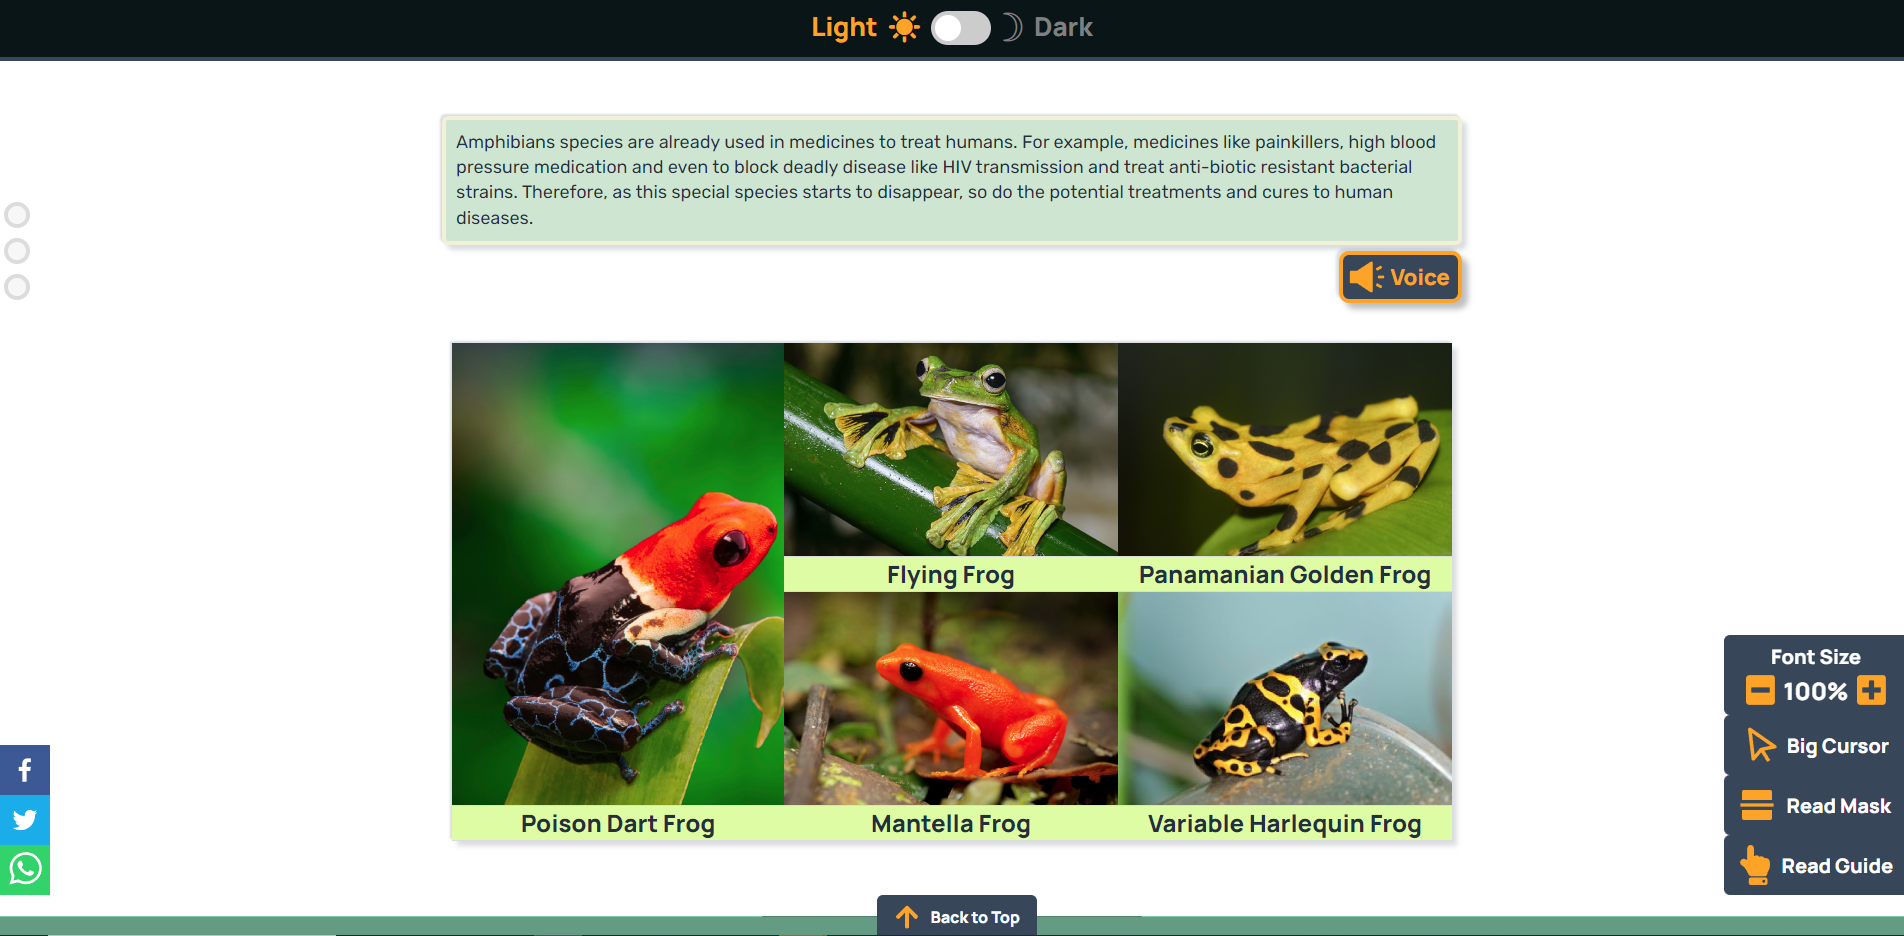 Light Dark
Amphibians species are already used in medicines to treat humans. For example, medicines like painkillers, high blood
pressure medication and even to block deadly disease like HIV transmission and treat anti-biotic resistant bacterial
strains. Therefore, as this special species starts to disappear, so do the potential treatments and cures to human
diseases.
Voice
Flying Frog
Panamanian Golden Frog
Poison Dart Frog
Mantella Frog
Variable Harlequin Frog
Font Size
100%
Big Cursor
Read Mask
Read Guide
Back to Top